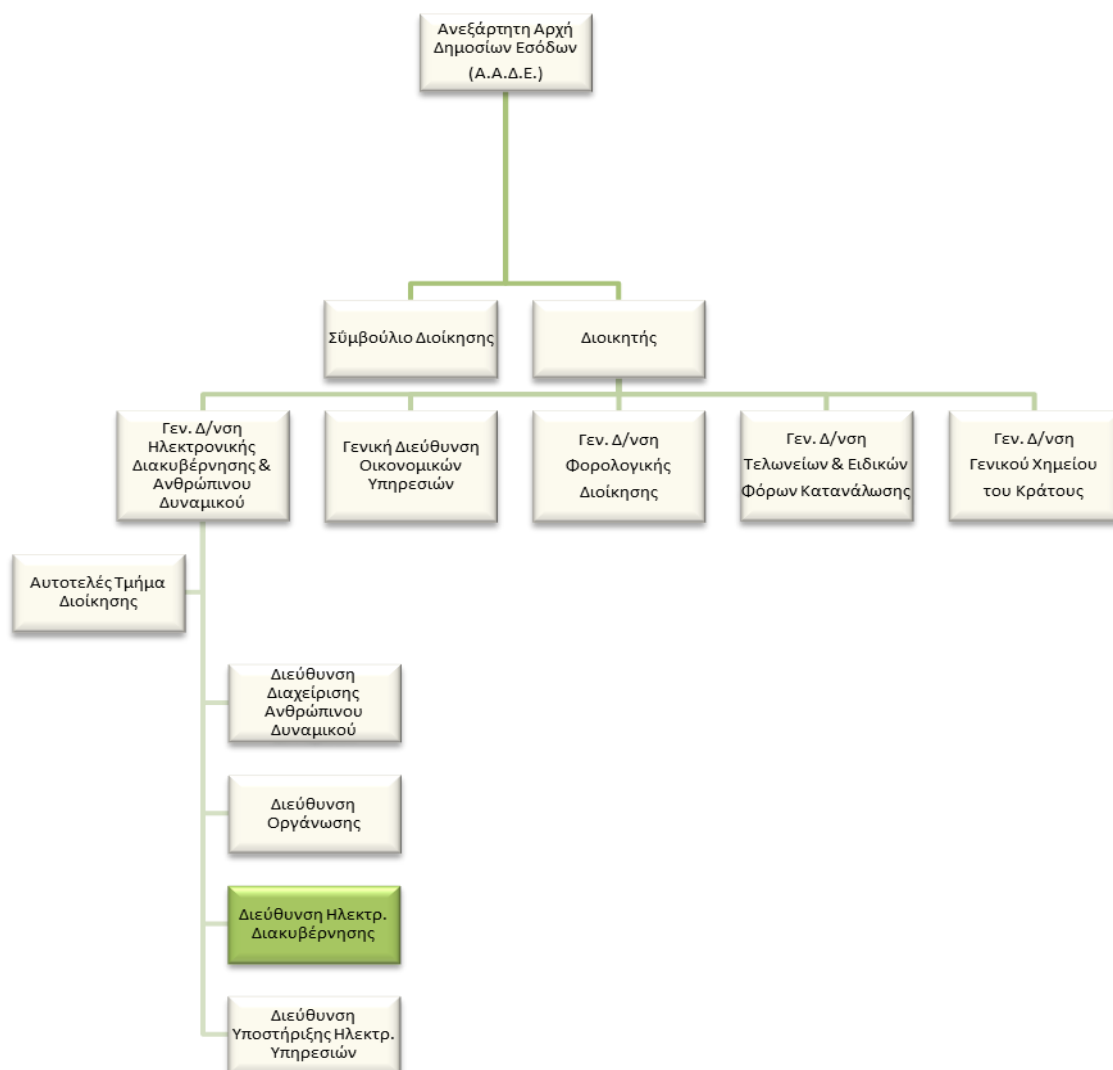 Ανεξάρτητη Αρχή
Δημοσίων Εσόδων
(Α.Α.Δ.Ε.)
Σΰμβούλιο Διοίκησης
Διοικητής
Γεν. Δ/νση
Ηλεκτρονικής
Διακυβέρνησης &
Ανθρώπινου
Δυναμικού
Γενική Διεύθυνση
Οικονομικών
Υπηρεσιών
Γεν. Δ/νση
Φορολογικής
Διοίκησης
Γεν. Δ/νση
Τελωνείων & Ειδικών
Φόρων Κατανάλωσης
Γεν. Δ/νση
Γενικού Χημείου
του Κράτους
Αυτοτελές Τμήμα
Διοίκησης
Διεύθυνση
Διαχείρισης
Ανθρώπινου
Δυναμικού
Διεύθυνση
Οργάνωσης
Διεύθυνση Ηλεκτρ.
Διακυβέρνησης
Διεύθυνση
Υποστήριξης Ηλεκτρ.
Υπηρεσιών